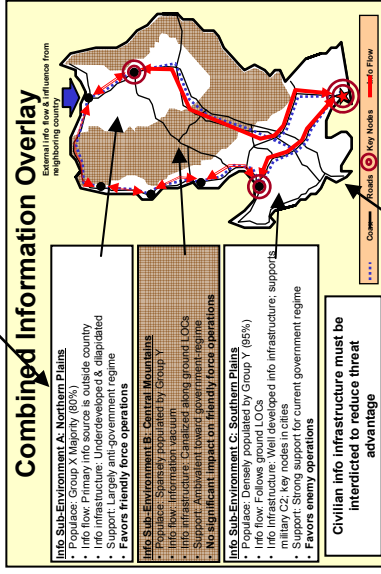 Combined Information Overlay
External info flow & influence from
neighboring country
Info Sub-Environment A: Northern Plains
• Populace: Group X Majority (80%)
• Info flow: Primary info source is outside country
• Info Infrastructure: Underdeveloped & dilapidated
• Support: Largely anti-government regime
• Favors friendly force operations
Info Sub-Environment B: Central Mountains
• Populace: Sparsely populated by Group Y
• Info flow: Information vacuum
• Info infrastructure: Canalized along ground LOCs
• Support: Ambivalent toward government-regime
• No significant impact on friendly force operations
Info Sub-Environment C: Southern Plains
• Populace: Densely populated by Group Y (95%)
• Info flow: Follows ground LOCs
• Info Infrastructure: Well developed info infrastructure; supports
military C2; key nodes in cities
• Support: Strong support for current government regime
• Favors enemy operations
Civilian info infrastructure must be
interdicted to reduce threat
advantage
Roads
Key Nodes
Info Flow